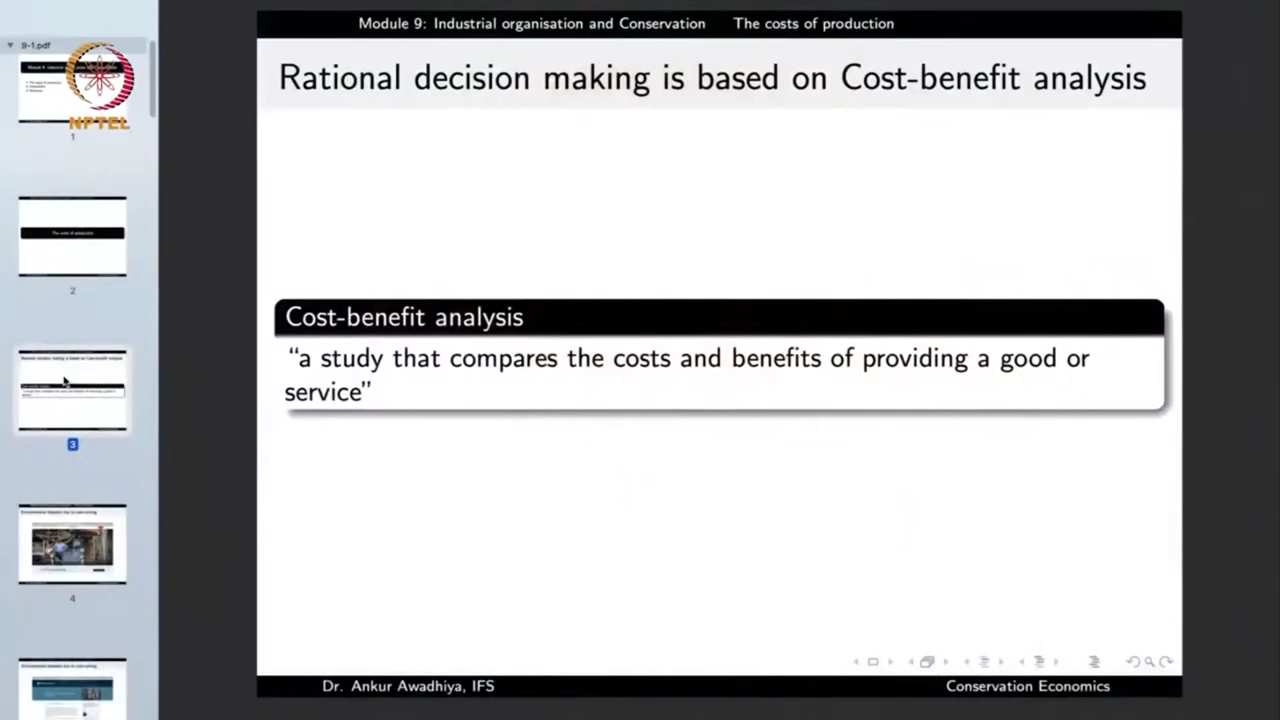 Module 9: Industrial organisation and Conservation The costs of production
9-1.pdf
NPTEL
1
2
3
4
Rational decision making is based on Cost-benefit analysis
Cost-benefit analysis
“a study that compares the costs and benefits of providing a good or
service”
Dr. Ankur Awadhiya, IFS Conservation Economics